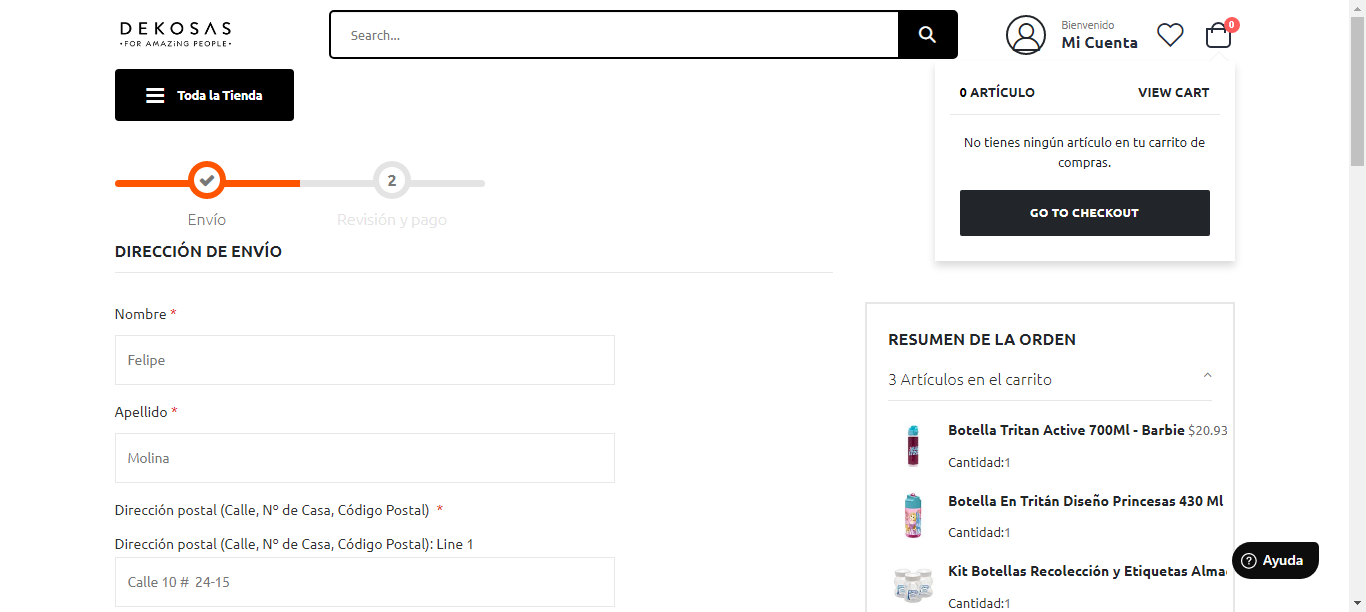 DEKOSAS
•FOR AMAZING PEOPLE•
Search...
Bienvenido
Mi Cuenta
0
Toda la Tienda
0 ARTÍCULO
VIEW CART
No tienes ningún artículo en tu carrito de
compras.
GO TO CHECKOUT
2
Envío
Revisión y pago
DIRECCIÓN DE ENVÍO
Nombre *
Felipe
Apellido *
Molina
Dirección postal (Calle, Nº de Casa, Código Postal) *
Dirección postal (Calle, Nº de Casa, Código Postal): Line 1
Calle 10 # 24-15
RESUMEN DE LA ORDEN
3 Artículos en el carrito
Botella Tritan Active 700Ml - Barbie $20.93
Cantidad:1
Botella En Tritán Diseño Princesas 430 Ml
Cantidad:1
Kit Botellas Recolección y Etiquetas
Cantidad:1
Ayuda